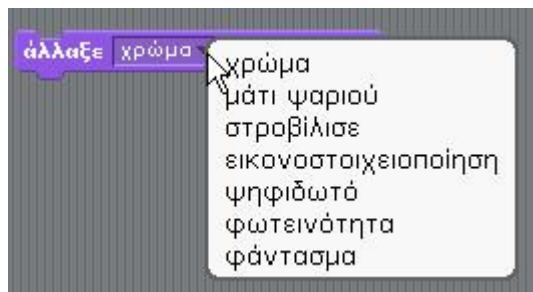 άλλαξε χρώμα
χρώμα
μάτι ψαριού
στροβίλισε
εικονοστοιχειοποίηση
ψηφιδωτό
φωτεινότητα
φάντασμα